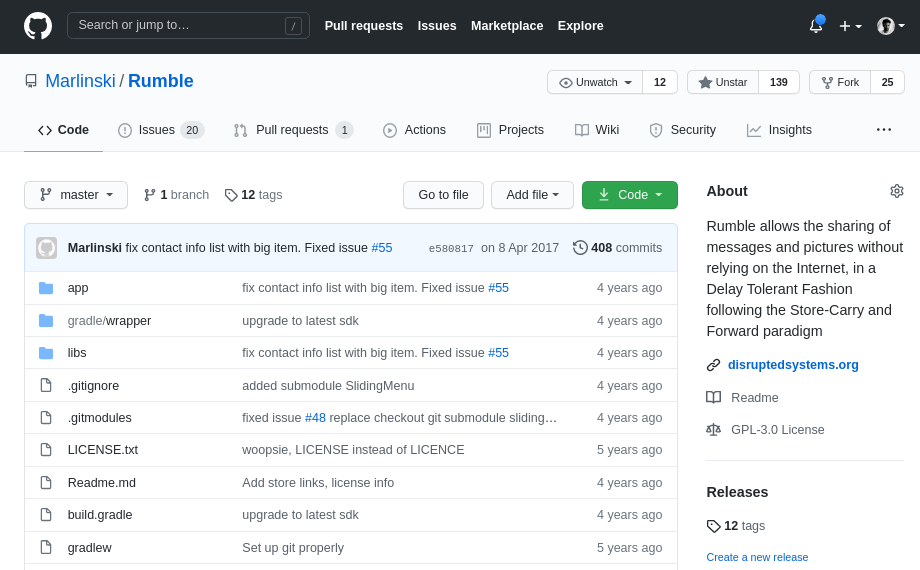 Search or jump to… /
Pull requests Issues Marketplace Explore
Marlinski / Rumble
Unwatch 12 Unstar 139 Fork 25
Code Issues 20 Pull requests 1 Actions Projects Wiki Security Insights
master 1 branch 12 tags Go to file Add file Code
Marlinski fix contact info list with big item. Fixed issue #55 e580817 on 8 Apr 2017 408 commits
app fix contact info list with big item. Fixed issue #55 4 years ago
gradle/wrapper upgrade to latest sdk 4 years ago
libs fix contact info list with big item. Fixed issue #55 4 years ago
.gitignore added submodule SlidingMenu 4 years ago
.gitmodules fixed issue #48 replace checkout git submodule sliding… 4 years ago
LICENSE.txt woopsie, LICENSE instead of LICENCE 5 years ago
Readme.md Add store links, license info 4 years ago
build.gradle upgrade to latest sdk 4 years ago
gradlew Set up git properly 5 years ago
About
Rumble allows the sharing of
messages and pictures without
relying on the Internet, in a
Delay Tolerant Fashion
following the Store-Carry and
Forward paradigm
disruptedsystems.org
Readme
GPL-3.0 License
Releases
12 tags
Create a new release